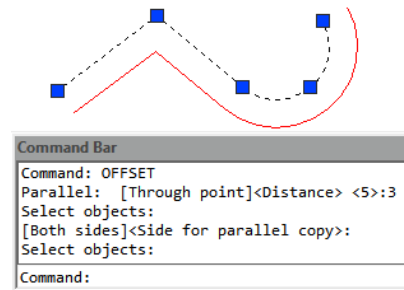 Command Bar
Command: OFFSET
Parallel:  [Through point]<Distance> <5>:3
Select objects:
[Both sides]<Side for parallel copy>:
Select objects:
Command: